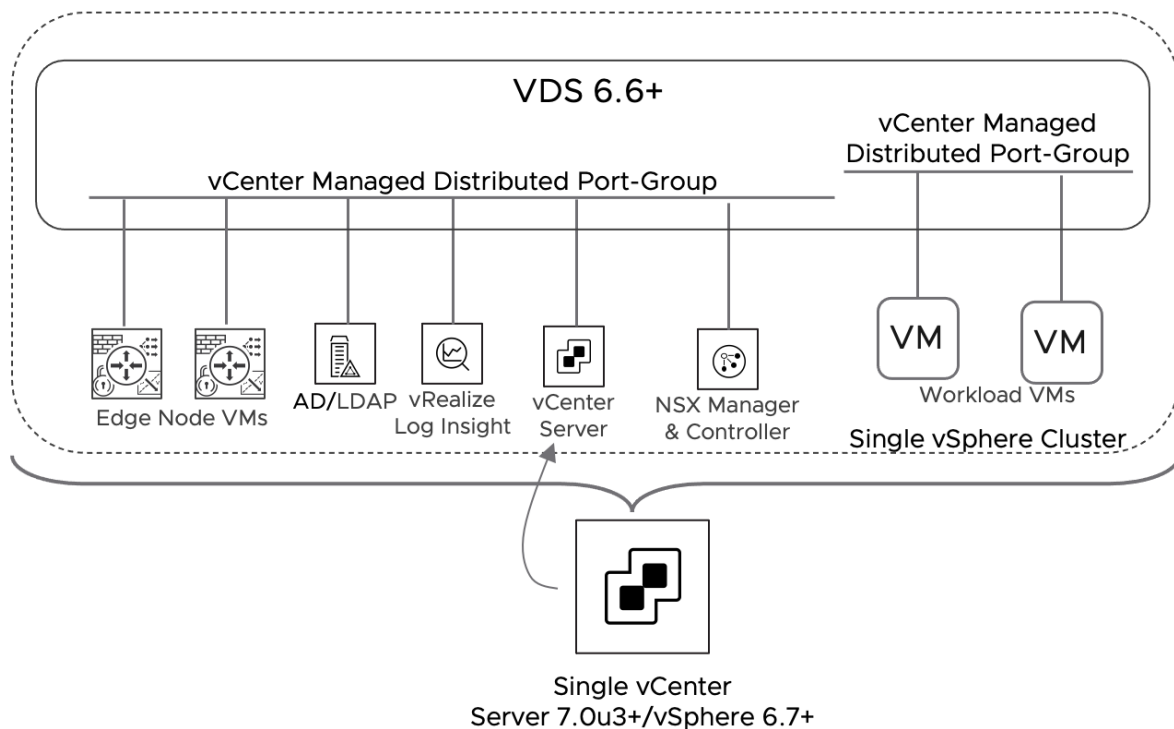 VDS 6.6+
vCenter Managed
Distributed Port-Group
vCenter Managed Distributed Port-Group
Edge Node VMs
AD/LDAP
vRealize
Log Insight
vCenter
Server
NSX Manager
& Controller
VM
VM
Workload VMs
Single vSphere Cluster
Single vCenter
Server 7.0u3+/vSphere 6.7+